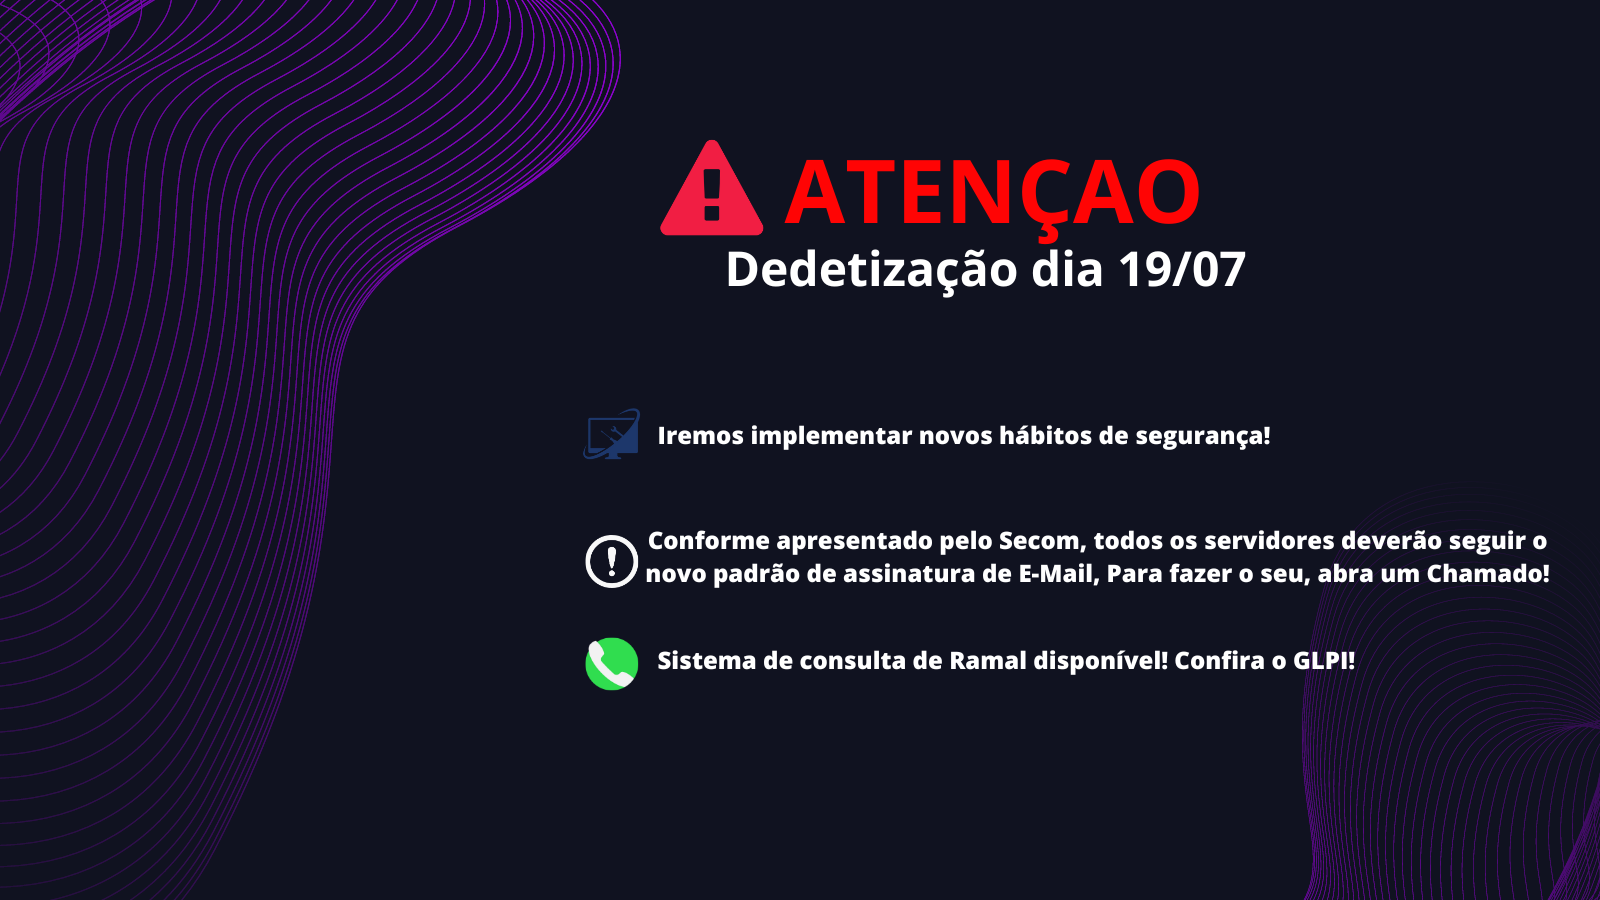 ATENÇAO
Dedetização dia 19/07
Iremos implementar novos hábitos de segurança!
Conforme apresentado pelo Secom, todos os servidores deverão seguir o
novo padrão de assinatura de E-Mail, Para fazer o seu, abra um Chamado!
Sistema de consulta de Ramal disponível! Confira o GLPI!